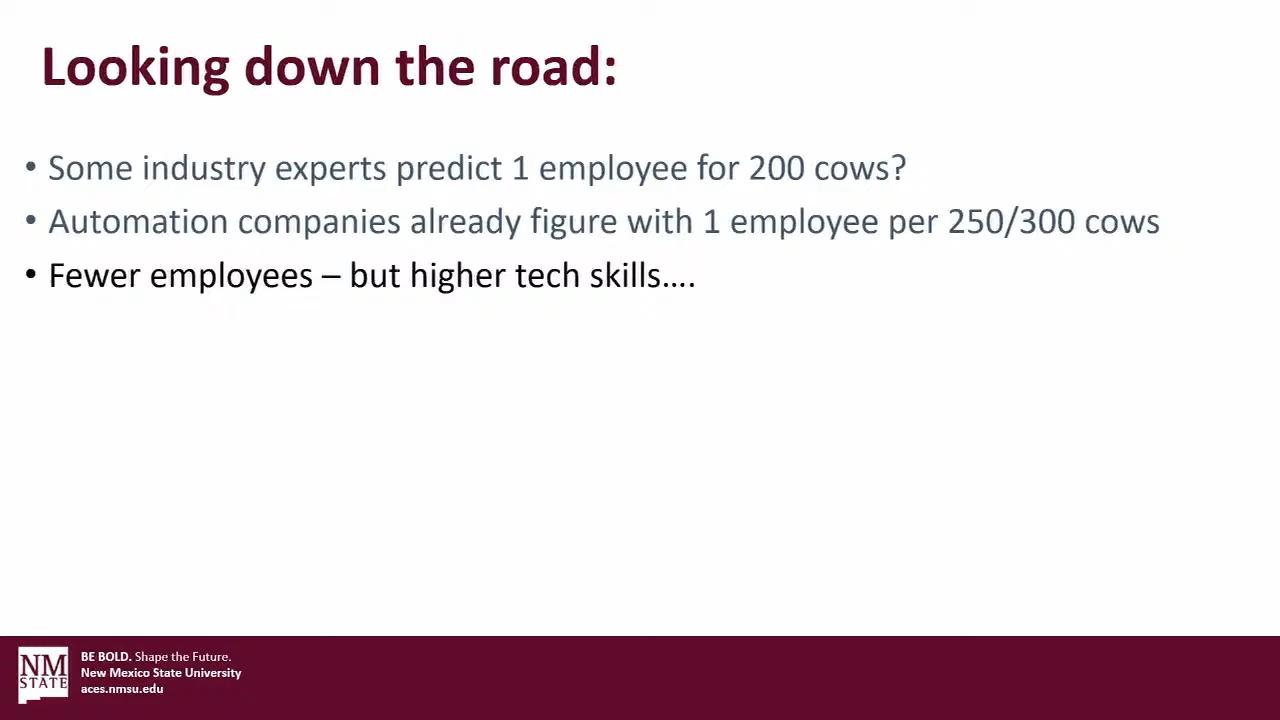 Looking down the road:
• Some industry experts predict 1 employee for 200 cows?
• Automation companies already figure with 1 employee per 250/300 cows
• Fewer employees – but higher tech skills….
NM
STATE
BE BOLD. Shape the Future.
New Mexico State University
aces.nmsu.edu